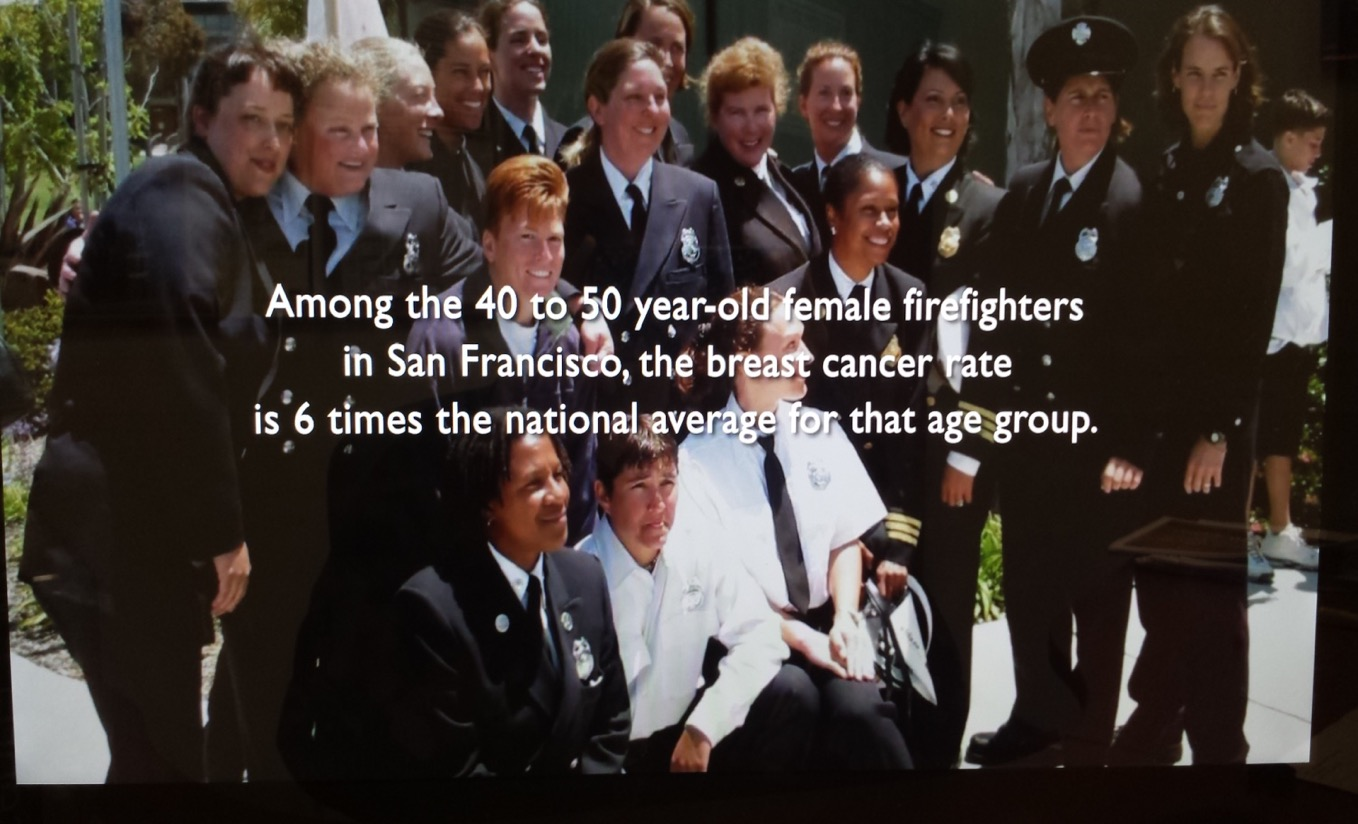 Among the 40 to 50 year-old female firefighters
in San Francisco, the breast cancer rate
is 6 times the national average for that age group.